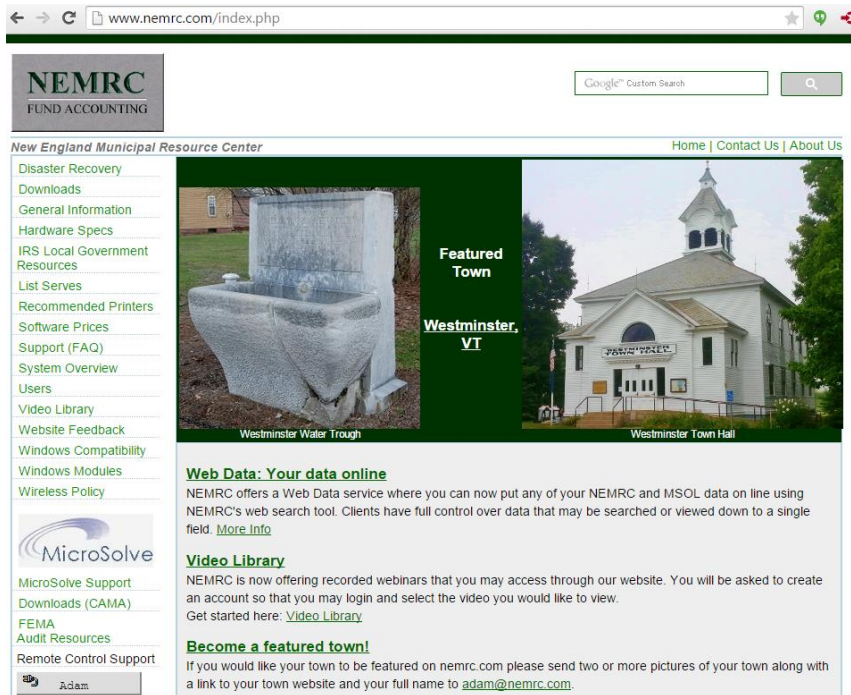 www.nemrc.com/index.php
NEMRC
FUND ACCOUNTING
Google™ Custom Search
New England Municipal Resource Center
Home | Contact Us | About Us
Disaster Recovery
Downloads
General Information
Hardware Specs
IRS Local Government
Resources
List Serves
Recommended Printers
Software Prices
Support (FAQ)
System Overview
Users
Video Library
Website Feedback
Windows Compatibility
Windows Modules
Wireless Policy
MicroSolve
MicroSolve Support
Downloads (CAMA)
FEMA
Audit Resources
Remote Control Support
Adam
Featured
Town
Westminster,
VT
WESTMINSTER
TOWN HALL
Westminster Water Trough
Westminster Town Hall
Web Data: Your data online
NEMRC offers a Web Data service where you can now put any of your NEMRC and MSOL data on line using
NEMRC's web search tool. Clients have full control over data that may be searched or viewed down to a single
field. More Info
Video Library
NEMRC is now offering recorded webinars that you may access through our website. You will be asked to create
an account so that you may login and select the video you would like to view.
Get started here: Video Library
Become a featured town!
If you would like your town to be featured on nemrc.com please send two or more pictures of your town along with
a link to your town website and your full name to adam@nemrc.com.